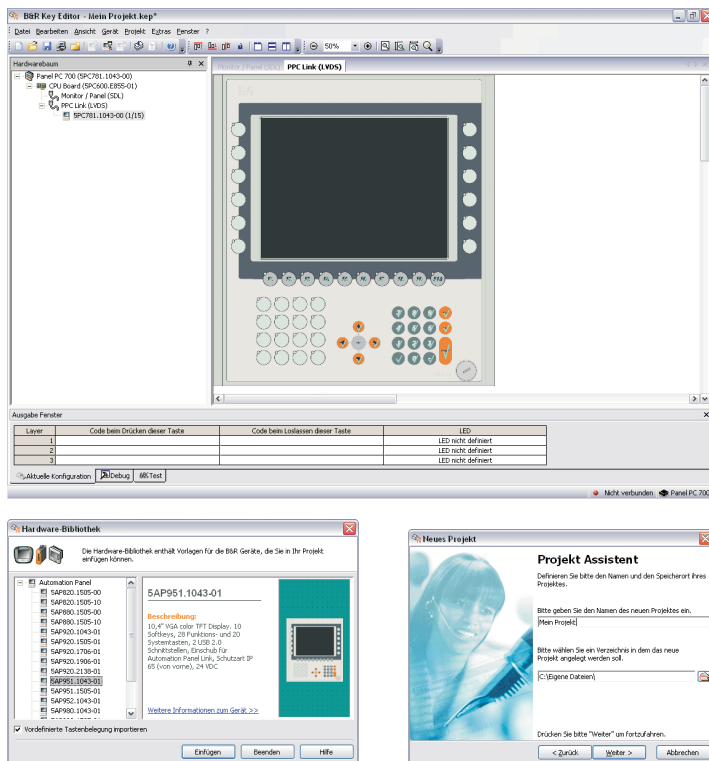 B&R Key Editor - Mein Projekt.kep*
Datei Bearbeiten Ansicht Gerät Projekt Extras Fenster ?
50%
Hardwarebaum
Monitor / Panel (SDL) PPC Link (LVDS)
Panel PC 700 (5PC781.1043-00)
CPU Board (5PC600.E855-01)
Monitor / Panel (SDL)
PPC Link (LVDS)
5PC781.1043-00 (1/15)
Ausgabe Fenster
Layer Code beim Drücken dieser Taste Code beim Loslassen dieser Taste LED
1 LED nicht definiert
2 LED nicht definiert
3 LED nicht definiert
Aktuelle Konfiguration Debug Test
Nicht verbunden Panel PC 700
Hardware-Bibliothek
Die Hardware-Bibliothek enthält Vorlagen für die B&R Geräte, die Sie in Ihr Projekt
einfügen können.
Automation Panel
5AP820.1505-00
5AP820.1505-10
5AP880.1505-00
5AP880.1505-10
5AP920.1043-01
5AP920.1505-01
5AP920.1706-01
5AP920.1906-01
5AP920.2138-01
5AP951.1043-01
5AP951.1505-01
5AP952.1043-01
5AP980.1043-01
5AP951.1043-01
Beschreibung:
10,4" VGA color TFT Display. 10
Softkeys, 28 Funktions- und 20
Systemtasten, 2 USB 2.0
Schnittstellen, Einschub für
Automation Panel Link, Schutzart IP
65 (von vorne), 24 VDC
Weitere Informationen zum Gerät >>
Vordefinierte Tastenbelegung importieren
Einfügen Beenden Hilfe
Neues Projekt
Projekt Assistent
Definieren Sie bitte den Namen und den Speicherort ihres
Projektes.
Bitte geben Sie den Namen des neuen Projektes ein.
Mein Projekt
Bitte wählen Sie ein Verzeichnis in dem das neue
Projekt angelegt werden soll.
C:\Eigene Dateien\
Drücken Sie bitte "Weiter" um fortzufahren.
< Zurück Weiter > Abbrechen